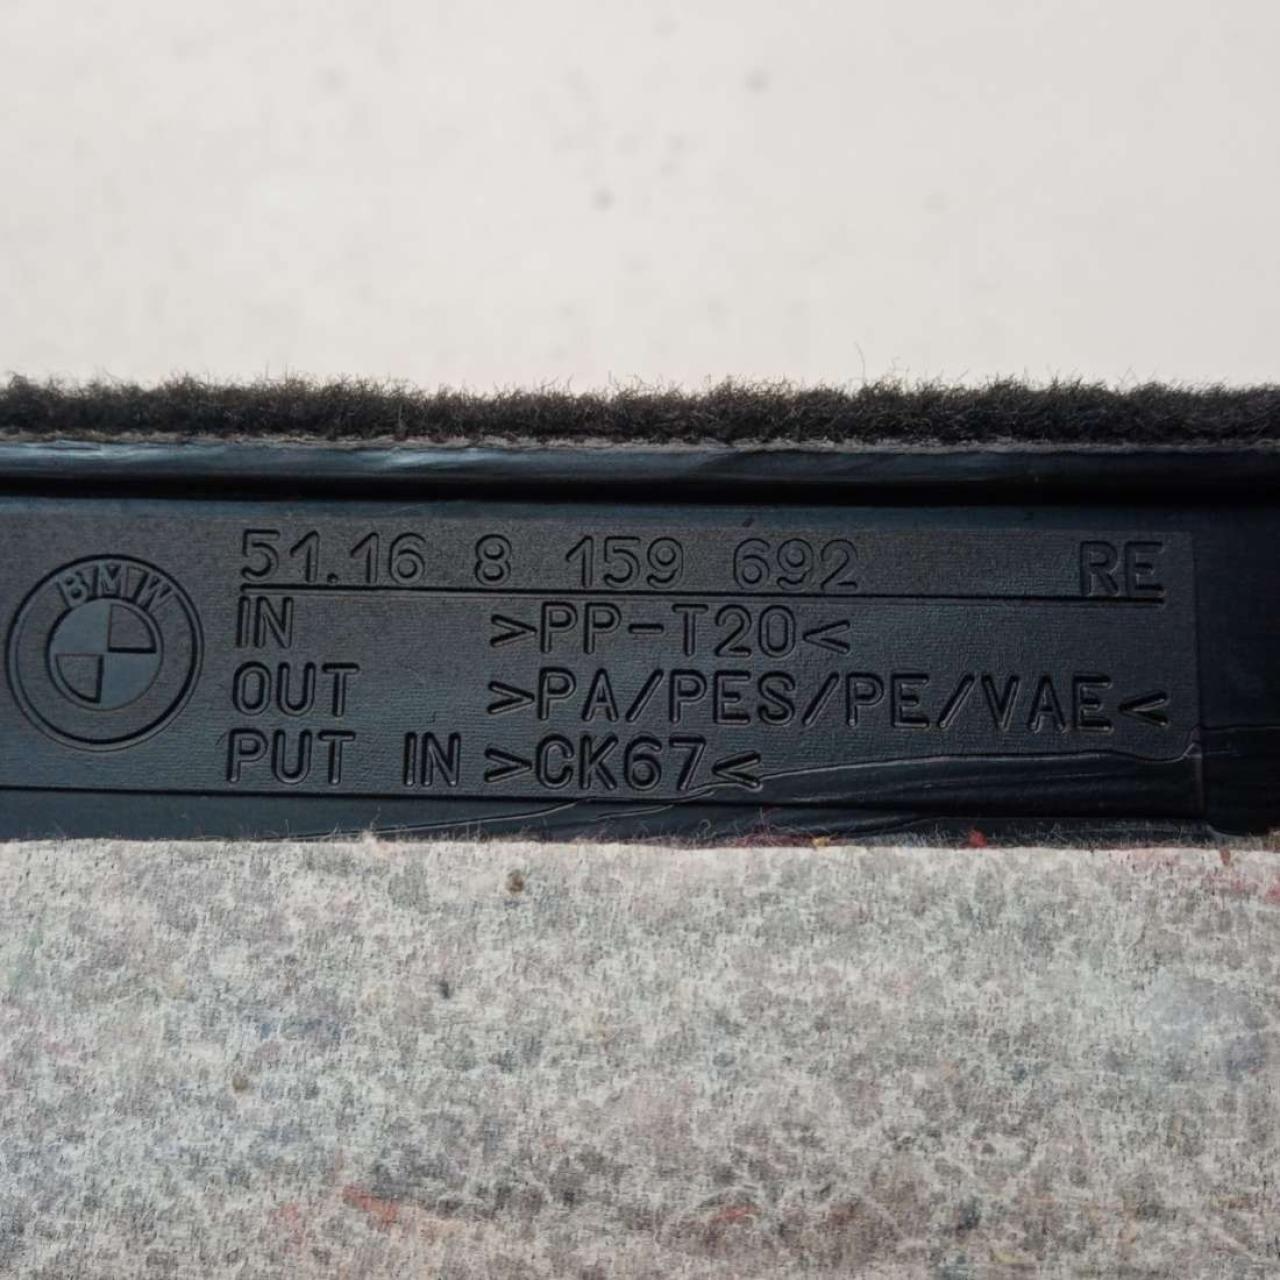 BMW
51.16 8 159 692 RE
IN >PP-T20<
OUT >PA/PES/PE/VAE<
PUT IN >CK67<